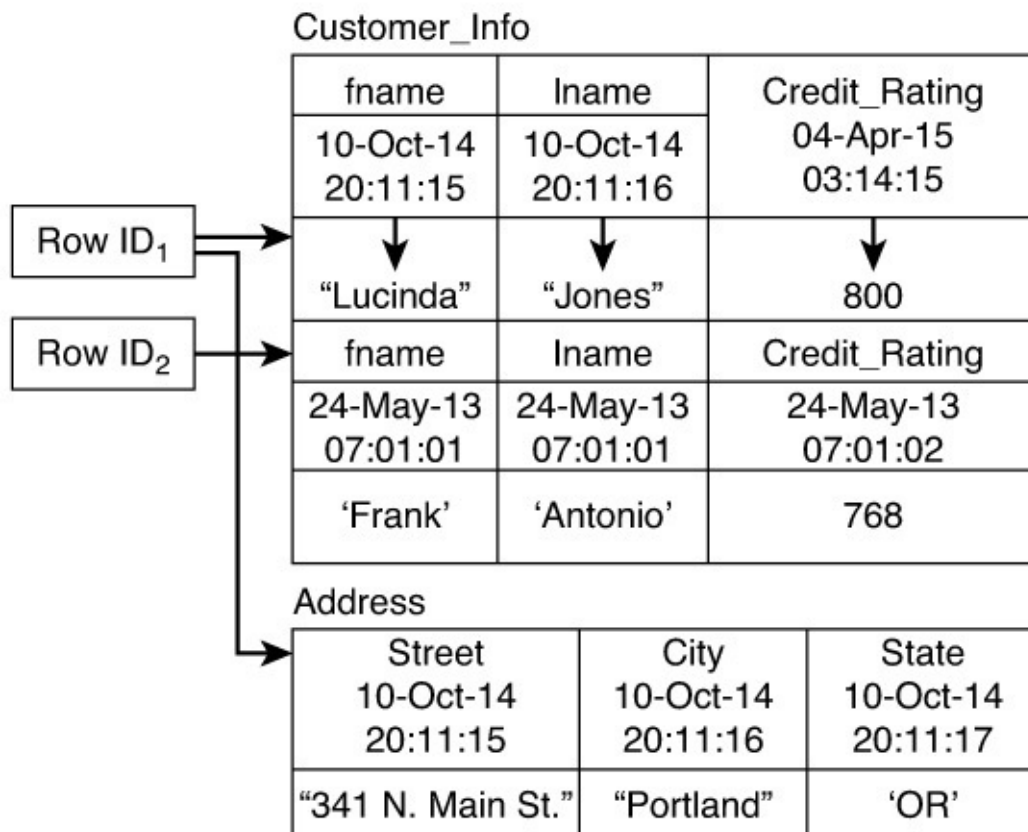 Customer_Info
fname lname Credit_Rating
10-Oct-14 10-Oct-14 04-Apr-15
20:11:15 20:11:16 03:14:15
Row ID₁
“Lucinda” “Jones” 800
Row ID₂
fname lname Credit_Rating
24-May-13 24-May-13 24-May-13
07:01:01 07:01:01 07:01:02
‘Frank’ ‘Antonio’ 768
Address
Street City State
10-Oct-14 10-Oct-14 10-Oct-14
20:11:15 20:11:16 20:11:17
“341 N. Main St.” “Portland” ‘OR’